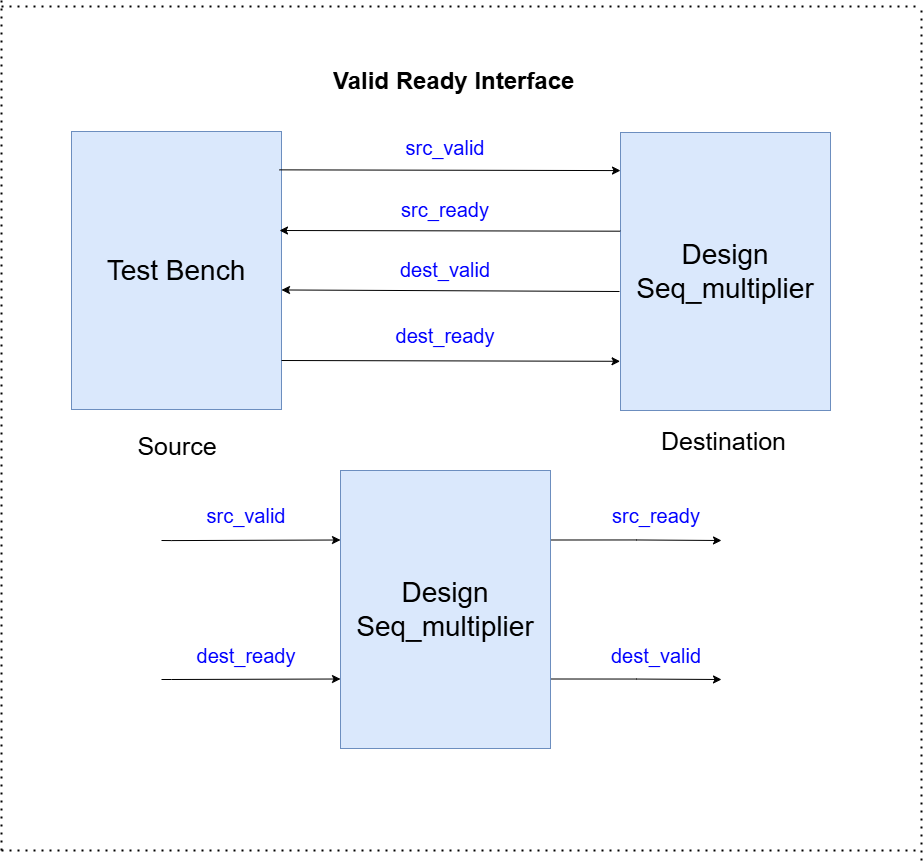 Valid Ready Interface
src_valid
src_ready
dest_valid
dest_ready
Test Bench
Design
Seq_multiplier
Source
Destination
src_valid
src_ready
Design
Seq_multiplier
dest_ready
dest_valid